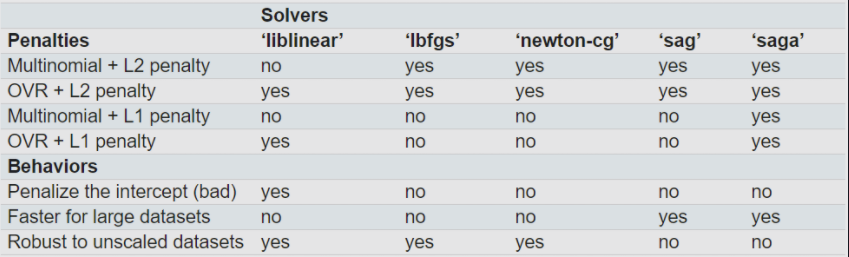 Solvers
Penalties ‘liblinear’ ‘lbfgs’ ‘newton-cg’ ‘sag’ ‘saga’
Multinomial + L2 penalty no yes yes yes yes
OVR + L2 penalty yes yes yes yes yes
Multinomial + L1 penalty no no no no yes
OVR + L1 penalty yes no no no yes
Behaviors
Penalize the intercept (bad) yes no no no no
Faster for large datasets no no no yes yes
Robust to unscaled datasets yes yes yes no no